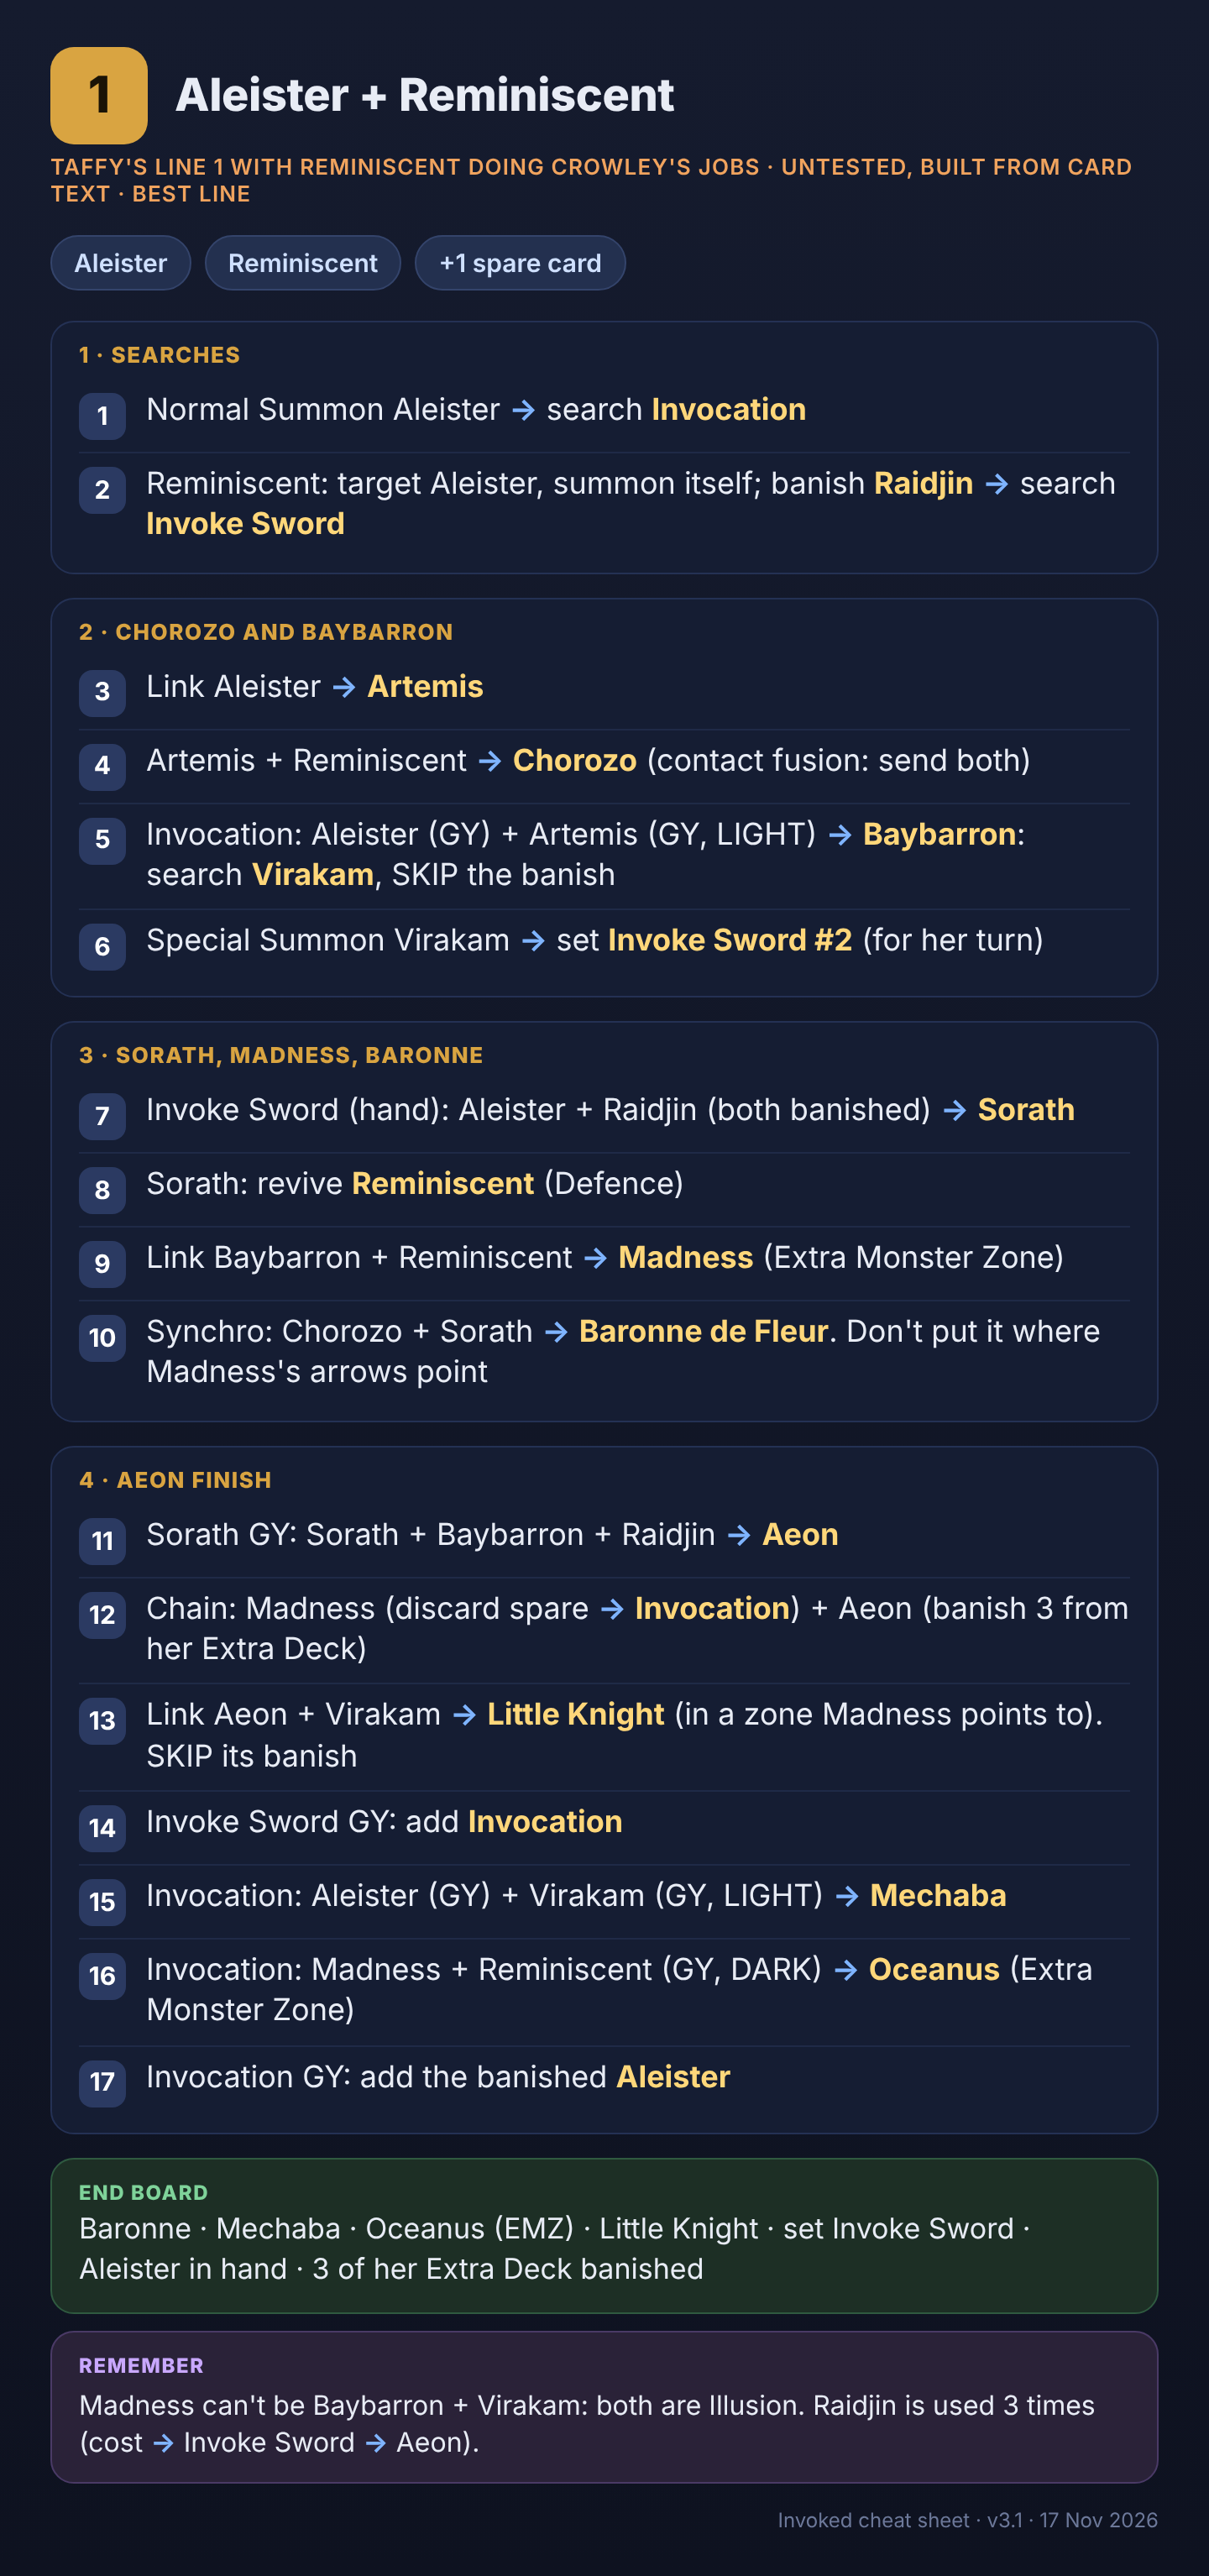 1
Aleister + Reminiscent
TAFFY'S LINE 1 WITH REMINISCENT DOING CROWLEY'S JOBS · UNTESTED, BUILT FROM CARD
TEXT · BEST LINE
Aleister
Reminiscent
+1 spare card
1 · SEARCHES
1 Normal Summon Aleister → search Invocation
2 Reminiscent: target Aleister, summon itself; banish Raidjin → search
Invoke Sword
2 · CHOROZO AND BAYBARRON
3 Link Aleister → Artemis
4 Artemis + Reminiscent → Chorozo (contact fusion: send both)
5 Invocation: Aleister (GY) + Artemis (GY, LIGHT) → Baybarron:
search Virakam, SKIP the banish
6 Special Summon Virakam → set Invoke Sword #2 (for her turn)
3 · SORATH, MADNESS, BARONNE
7 Invoke Sword (hand): Aleister + Raidjin (both banished) → Sorath
8 Sorath: revive Reminiscent (Defence)
9 Link Baybarron + Reminiscent → Madness (Extra Monster Zone)
10 Synchro: Chorozo + Sorath → Baronne de Fleur. Don't put it where
Madness's arrows point
4 · AEON FINISH
11 Sorath GY: Sorath + Baybarron + Raidjin → Aeon
12 Chain: Madness (discard spare → Invocation) + Aeon (banish 3 from
her Extra Deck)
13 Link Aeon + Virakam → Little Knight (in a zone Madness points to).
SKIP its banish
14 Invoke Sword GY: add Invocation
15 Invocation: Aleister (GY) + Virakam (GY, LIGHT) → Mechaba
16 Invocation: Madness + Reminiscent (GY, DARK) → Oceanus (Extra
Monster Zone)
17 Invocation GY: add the banished Aleister
END BOARD
Baronne · Mechaba · Oceanus (EMZ) · Little Knight · set Invoke Sword ·
Aleister in hand · 3 of her Extra Deck banished
REMEMBER
Madness can't be Baybarron + Virakam: both are Illusion. Raidjin is used 3 times
(cost → Invoke Sword → Aeon).
Invoked cheat sheet · v3.1 · 17 Nov 2026